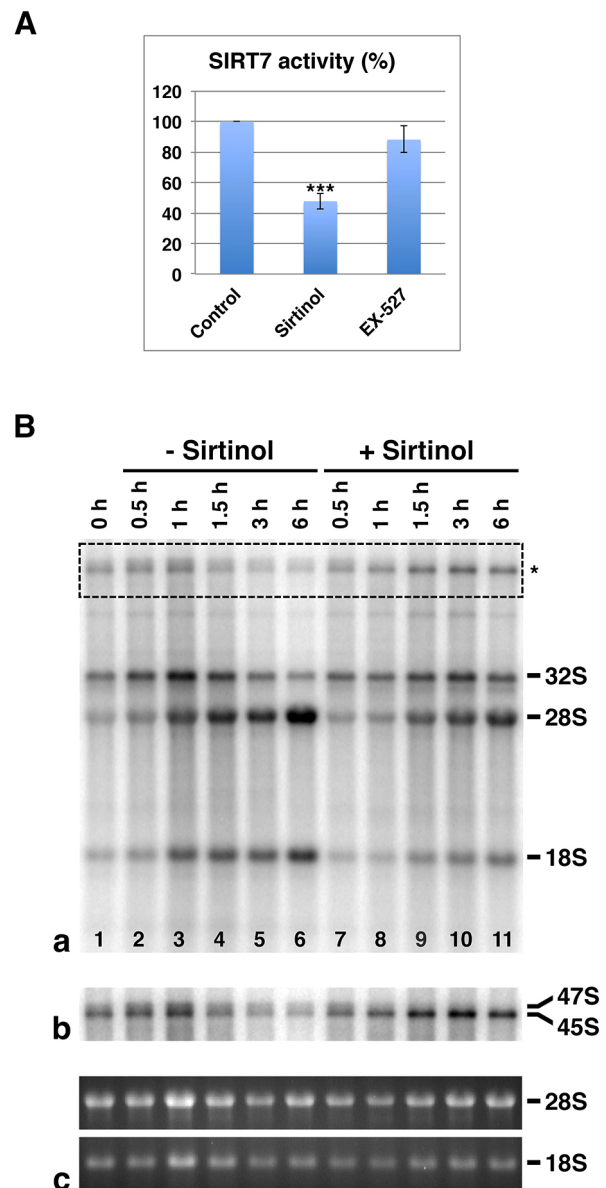 A
SIRT7 activity (%)
120
100
80
60
40
20
0
***
Control
Sirtinol
EX-527
B
- Sirtinol
+ Sirtinol
0 h
0.5 h
1 h
1.5 h
3 h
6 h
0.5 h
1 h
1.5 h
3 h
6 h
*
32S
28S
18S
a
1 2 3 4 5 6 7 8 9 10 11
b
47S
45S
28S
18S
c